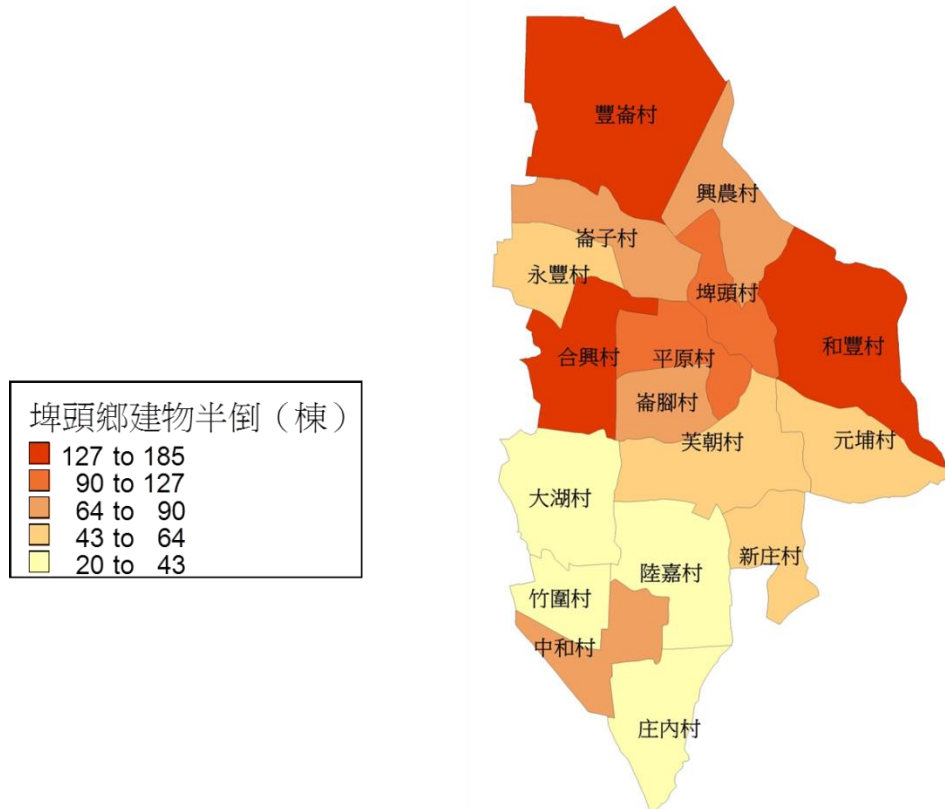 豐崙村
興農村
崙子村
永豐村
埤頭村
和豐村
合興村
平原村
崙腳村
芙朝村
元埔村
埤頭鄉建物半倒（棟）
127 to 185
90 to 127
64 to 90
43 to 64
20 to 43
大湖村
新庄村
陸嘉村
竹圍村
中和村
庄內村